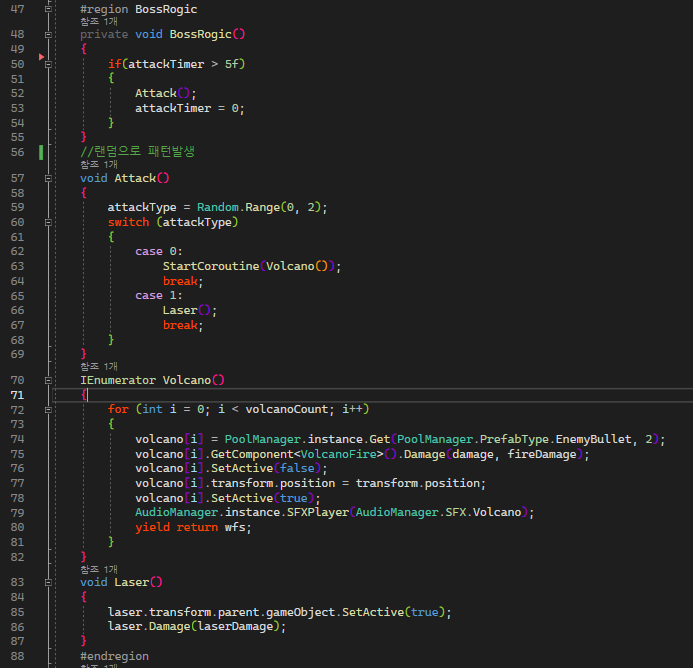 47 #region BossRogic
참조 1개
48 private void BossRogic()
49 {
50 if(attackTimer > 5f)
51 {
52 Attack();
53 attackTimer = 0;
54 }
55 }
56 //랜덤으로 패턴발생
참조 1개
57 void Attack()
58 {
59 attackType = Random.Range(0, 2);
60 switch (attackType)
61 {
62 case 0:
63 StartCoroutine(Volcano());
64 break;
65 case 1:
66 Laser();
67 break;
68 }
69 }
참조 1개
70 IEnumerator Volcano()
71 {
72 for (int i = 0; i < volcanoCount; i++)
73 {
74 volcano[i] = PoolManager.instance.Get(PoolManager.PrefabType.EnemyBullet, 2);
75 volcano[i].GetComponent<VolcanoFire>().Damage(damage, fireDamage);
76 volcano[i].SetActive(false);
77 volcano[i].transform.position = transform.position;
78 volcano[i].SetActive(true);
79 AudioManager.instance.SFXPlayer(AudioManager.SFX.Volcano);
80 yield return wfs;
81 }
82 }
참조 1개
83 void Laser()
84 {
85 laser.transform.parent.gameObject.SetActive(true);
86 laser.Damage(laserDamage);
87 }
88 #endregion